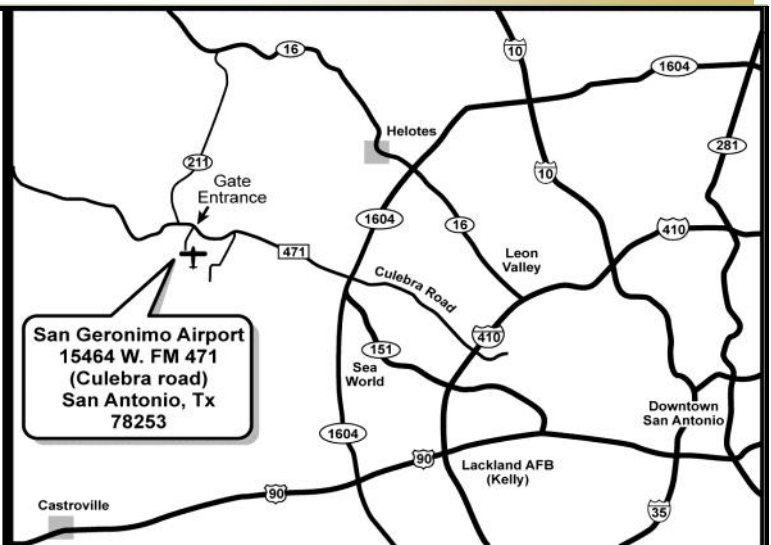 16
10
1604
281
Helotes
211
10
Gate
Entrance
1604
16
410
471
Leon
Valley
Culebra Road
San Geronimo Airport
15464 W. FM 471
(Culebra road)
San Antonio, Tx
78253
410
151
Sea
World
Downtown
San Antonio
1604
90
Lackland AFB
(Kelly)
90
Castroville
35